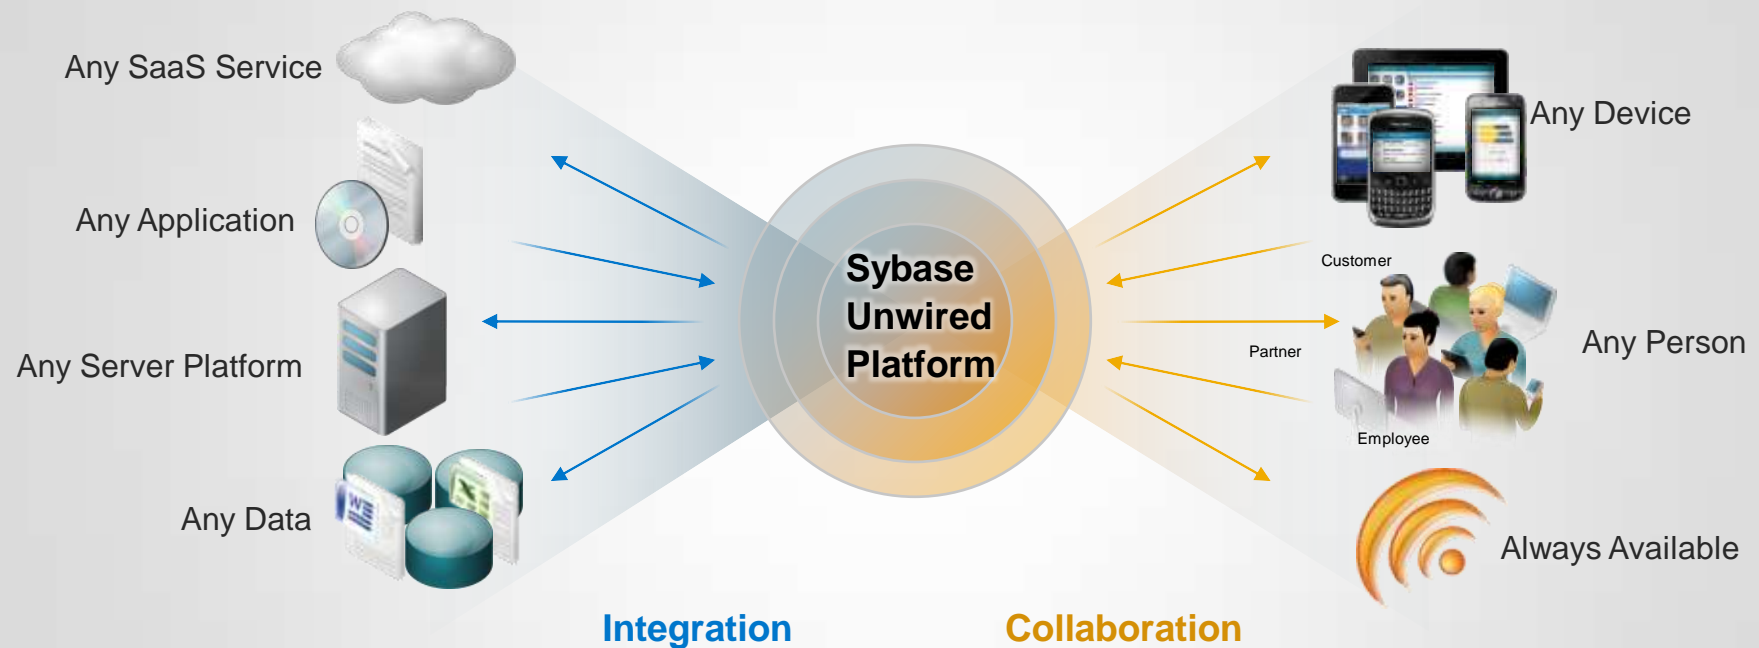 Any SaaS Service
Any Application
Any Server Platform
Any Data
Sybase
Unwired
Platform
Any Device
Customer
Partner
Any Person
Employee
Always Available
Integration
Collaboration